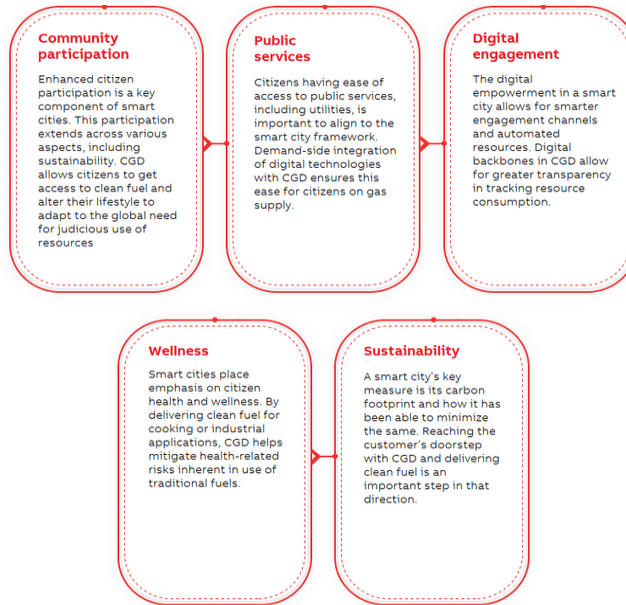 Community
participation
Enhanced citizen
participation is a key
component of smart
cities. This participation
extends across various
aspects, including
sustainability. CGD
allows citizens to get
access to clean fuel and
alter their lifestyle to
adapt to the global need
for judicious use of
resources
Public
services
Citizens having ease of
access to public services,
including utilities, is
important to align to the
smart city framework.
Demand-side integration
of digital technologies
with CGD ensures this
ease for citizens on gas
supply.
Digital
engagement
The digital
empowerment in a smart
city allows for smarter
engagement channels
and automated
resources. Digital
backbones in CGD allow
for greater transparency
in tracking resource
consumption.
Wellness
Smart cities place
emphasis on citizen
health and wellness. By
delivering clean fuel for
cooking or industrial
applications, CGD helps
mitigate health-related
risks inherent in use of
traditional fuels.
Sustainability
A smart city's key
measure is its carbon
footprint and how it has
been able to minimize
the same. Reaching the
customer's doorstep
with CGD and delivering
clean fuel is an
important step in that
direction.